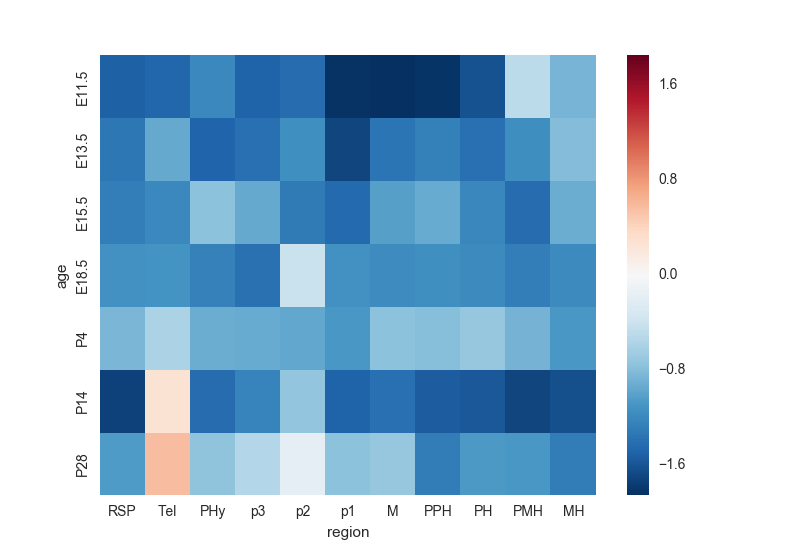 E11.5
E13.5
E15.5
E18.5
P4
P14
P28
age
RSP Tel PHy p3 p2 p1 M PPH PH PMH MH
region
1.6
0.8
0.0
−0.8
−1.6